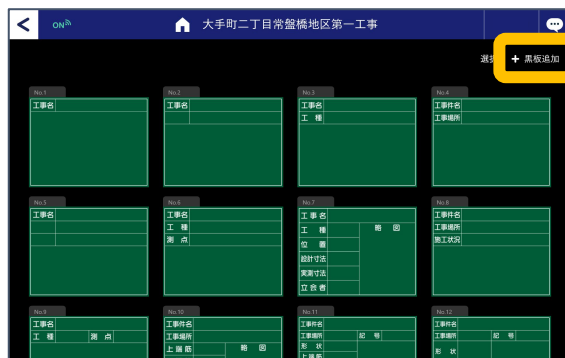 ON
大手町二丁目常盤橋地区第一工事
選択
+ 黒板追加
No.1
工事名
No.2
工事名
No.3
工事名
工 種
No.4
工事件名
工事場所
No.5
工事名
No.6
工事名
工 種
測 点
No.7
工 事 名
工 種
略 図
位 置
設計寸法
実測寸法
立 会 者
No.8
工事件名
工事場所
施工状況
No.9
工事名
工 種
測 点
No.10
工事件名
工事場所
上 端 筋
略 図
No.11
工事件名
工事場所
記 号
形 状
上 端 筋
No.12
工事件名
工事場所
記 号
形 状